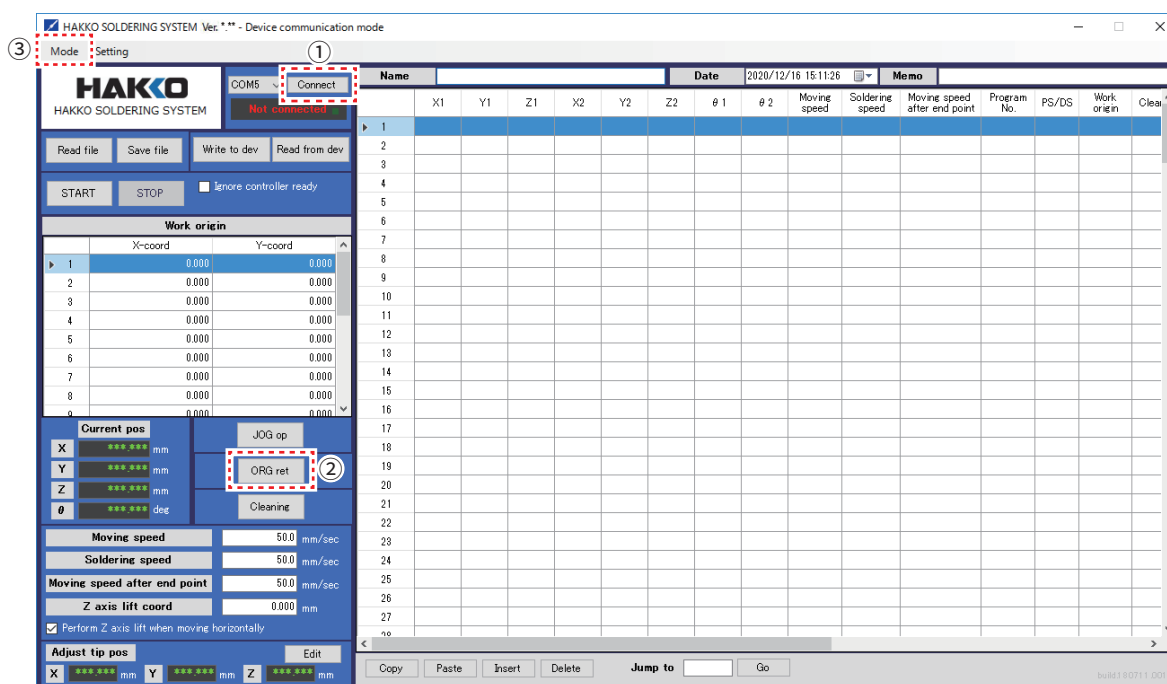 HAKKO SOLDERING SYSTEM Ver. *.** - Device communication mode
③ Mode Setting ①
HAKKO
HAKKO SOLDERING SYSTEM
COM5 Connect
Not connected
Name Date 2020/12/16 15:11:26 Memo
X1 Y1 Z1 X2 Y2 Z2 θ 1 θ 2 Moving speed Soldering speed Moving speed after end point Program No. PS/DS Work origin Clea
Read file Save file Write to dev Read from dev
START STOP Ignore controller ready
Work origin
X-coord Y-coord
1 0.000 0.000
2 0.000 0.000
3 0.000 0.000
4 0.000 0.000
5 0.000 0.000
6 0.000 0.000
7 0.000 0.000
8 0.000 0.000
9 0.000 0.000
Current pos
X ***.*** mm
Y ***.*** mm
Z ***.*** mm
θ ***.*** deg
JOG op
ORG ret ②
Cleaning
Moving speed 50.0 mm/sec
Soldering speed 50.0 mm/sec
Moving speed after end point 50.0 mm/sec
Z axis lift coord 0.000 mm
Perform Z axis lift when moving horizontally
Adjust tip pos Edit
X ***.*** mm Y ***.*** mm Z ***.*** mm
1
2
3
4
5
6
7
8
9
10
11
12
13
14
15
16
17
18
19
20
21
22
23
24
25
26
27
28
Copy Paste Insert Delete Jump to Go